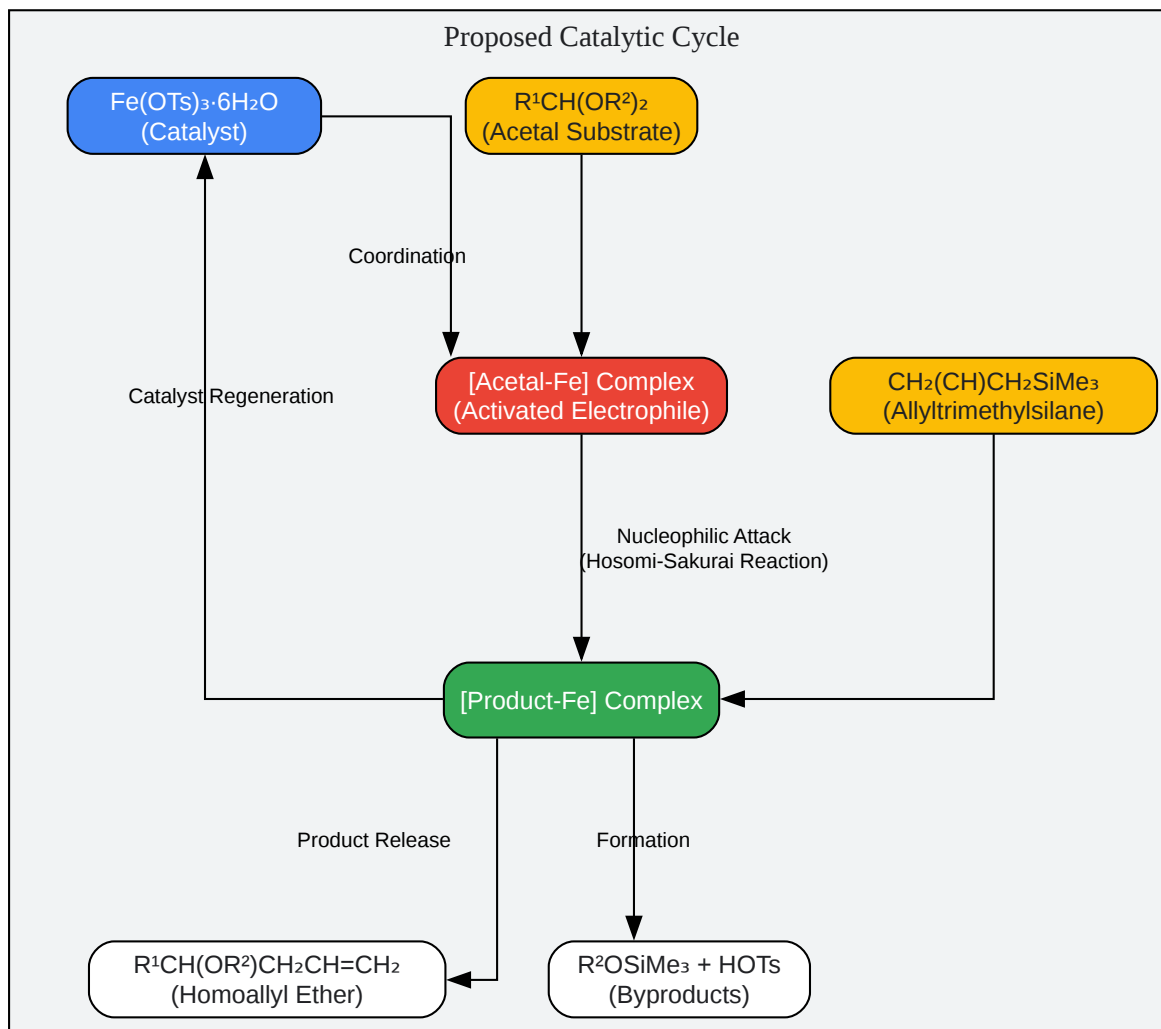 Proposed Catalytic Cycle
Fe(OTs)₃·6H₂O
(Catalyst)
R¹CH(OR²)₂
(Acetal Substrate)
Coordination
[Acetal-Fe] Complex
(Activated Electrophile)
CH₂(CH)CH₂SiMe₃
(Allyltrimethylsilane)
Catalyst Regeneration
Nucleophilic Attack
(Hosomi-Sakurai Reaction)
[Product-Fe] Complex
Product Release
Formation
R¹CH(OR²)CH₂CH=CH₂
(Homoallyl Ether)
R²OSiMe₃ + HOTs
(Byproducts)